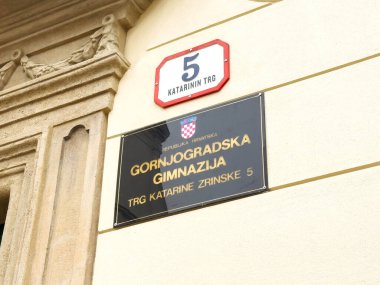 5
KATARININ TRG
REPUBLIKA HRVATSKA
GORNJOGRADSKA
GIMNAZIJA
TRG KATARINE ZRINSKE 5